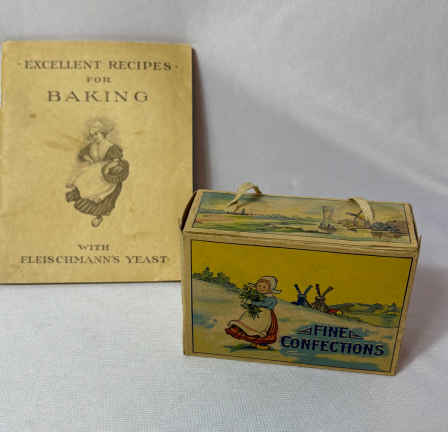 · EXCELLENT RECIPES ·
FOR
BAKING
WITH
FLEISCHMANN'S YEAST
FINE
CONFECTIONS